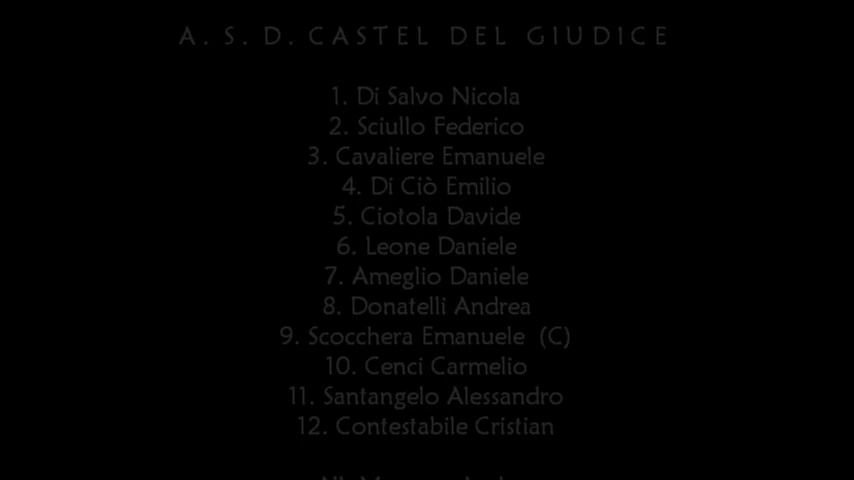 A. S. D. CASTEL DEL GIUDICE
1. Di Salvo Nicola
2. Sciullo Federico
3. Cavaliere Emanuele
4. Di Ciò Emilio
5. Ciotola Davide
6. Leone Daniele
7. Ameglio Daniele
8. Donatelli Andrea
9. Scocchera Emanuele (C)
10. Cenci Carmelio
11. Santangelo Alessandro
12. Contestabile Cristian